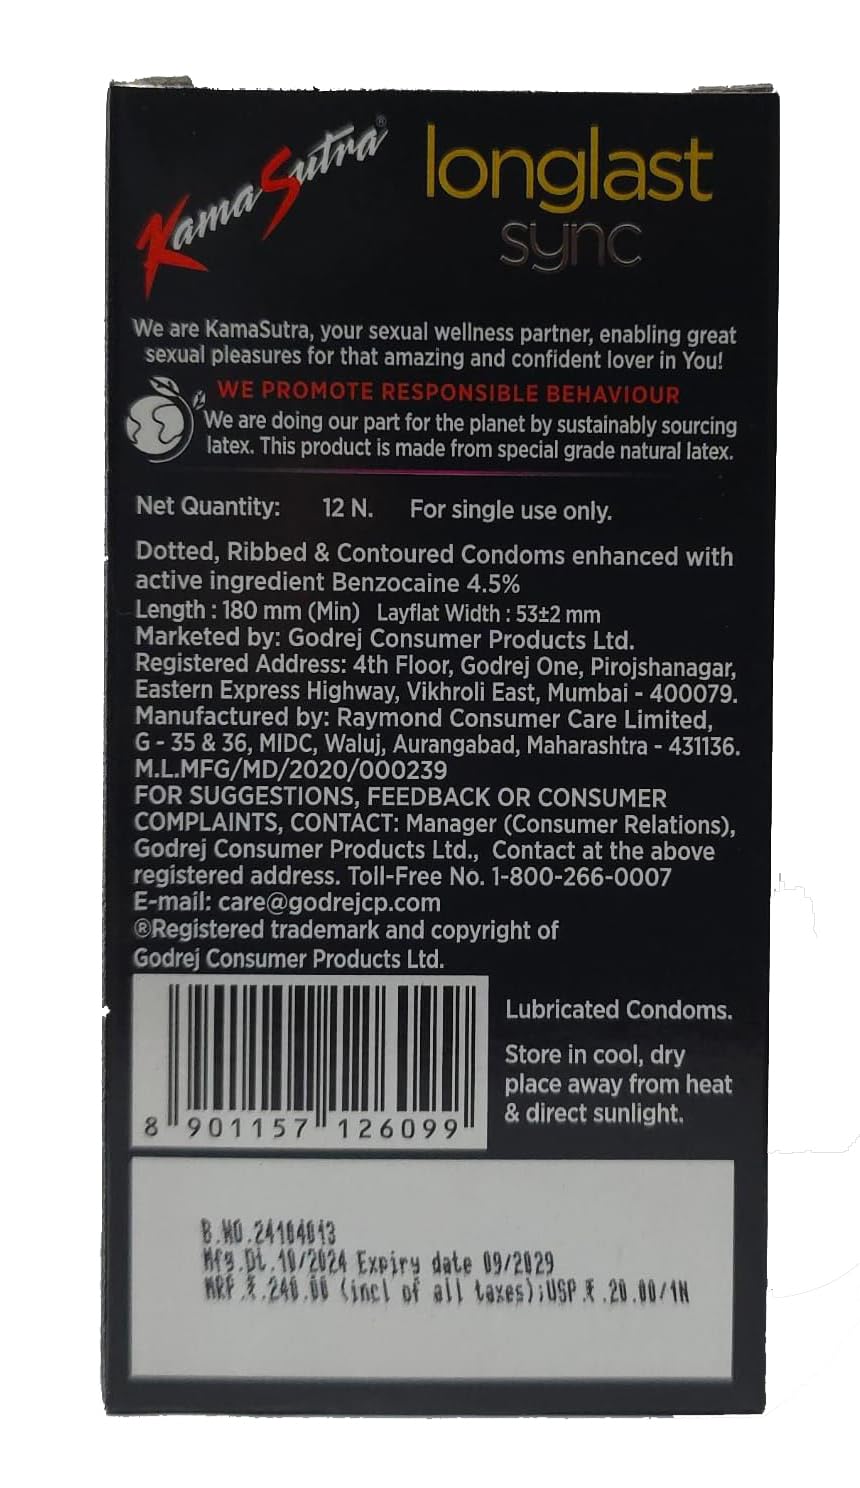 KamaSutra® longlast
sync
We are KamaSutra, your sexual wellness partner, enabling great
sexual pleasures for that amazing and confident lover in You!
WE PROMOTE RESPONSIBLE BEHAVIOUR
We are doing our part for the planet by sustainably sourcing
latex. This product is made from special grade natural latex.
Net Quantity: 12 N. For single use only.
Dotted, Ribbed & Contoured Condoms enhanced with
active ingredient Benzocaine 4.5%
Length : 180 mm (Min) Layflat Width : 53±2 mm
Marketed by: Godrej Consumer Products Ltd.
Registered Address: 4th Floor, Godrej One, Pirojshanagar,
Eastern Express Highway, Vikhroli East, Mumbai - 400079.
Manufactured by: Raymond Consumer Care Limited,
G - 35 & 36, MIDC, Waluj, Aurangabad, Maharashtra - 431136.
M.L.MFG/MD/2020/000239
FOR SUGGESTIONS, FEEDBACK OR CONSUMER
COMPLAINTS, CONTACT: Manager (Consumer Relations),
Godrej Consumer Products Ltd., Contact at the above
registered address. Toll-Free No. 1-800-266-0007
E-mail: care@godrejcp.com
®Registered trademark and copyright of
Godrej Consumer Products Ltd.
8 901157 126099
Lubricated Condoms.
Store in cool, dry
place away from heat
& direct sunlight.
B.NO.24104013
Mfg.Dt.10/2024 Expiry date 09/2029
MRP.₹.240.00 (incl of all taxes);USP.₹.20.00/1N